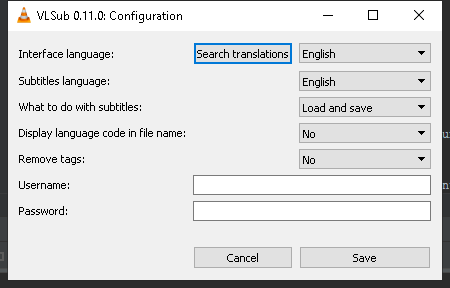 VLSub 0.11.0: Configuration
Interface language: Search translations English
Subtitles language: English
What to do with subtitles: Load and save
Display language code in file name: No
Remove tags: No
Username:
Password:
Cancel Save